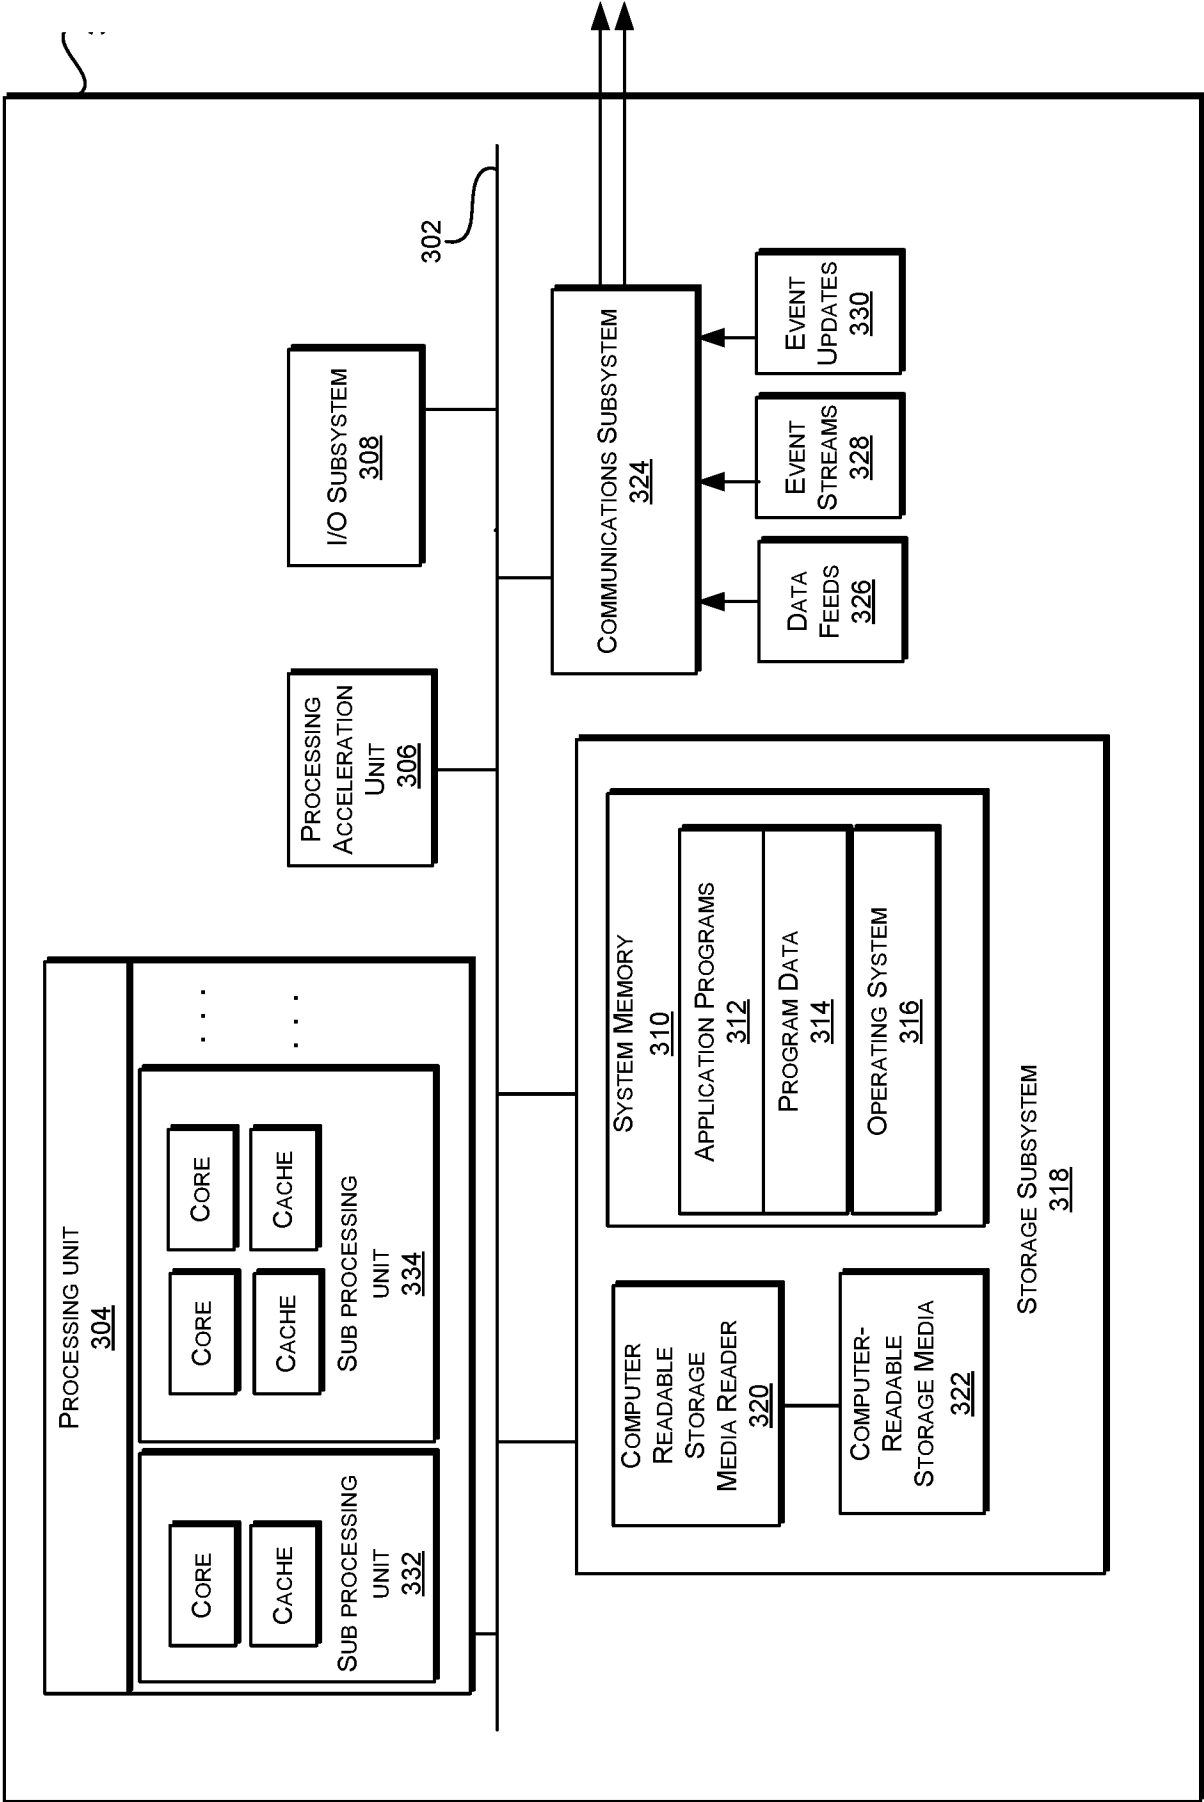 PROCESSING UNIT
304
CORE
CACHE
SUB PROCESSING
UNIT
332
CORE
CORE
CACHE
CACHE
SUB PROCESSING
UNIT
334
. . .
. . .
PROCESSING
ACCELERATION
UNIT
306
I/O SUBSYSTEM
308
302
COMPUTER
READABLE
STORAGE
MEDIA READER
320
COMPUTER-
READABLE
STORAGE MEDIA
322
SYSTEM MEMORY
310
APPLICATION PROGRAMS
312
PROGRAM DATA
314
OPERATING SYSTEM
316
STORAGE SUBSYSTEM
318
COMMUNICATIONS SUBSYSTEM
324
DATA
FEEDS
326
EVENT
STREAMS
328
EVENT
UPDATES
330